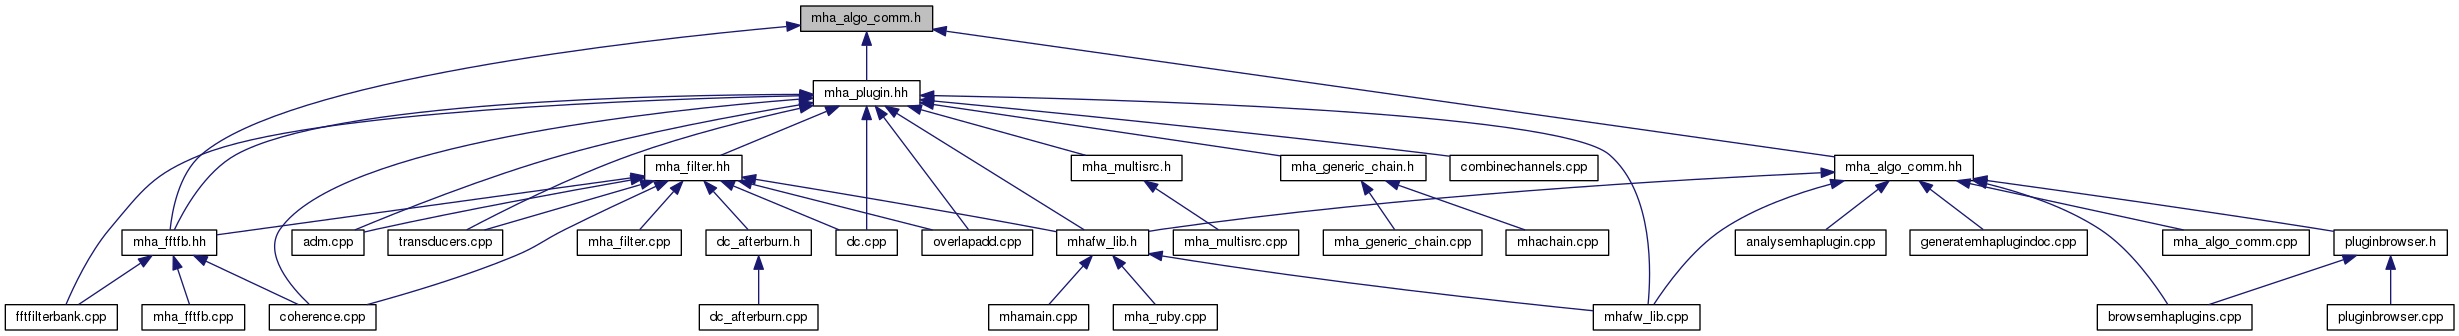 mha_algo_comm.h
mha_plugin.hh
mha_filter.hh
mha_multisrc.h
mha_generic_chain.h
combinechannels.cpp
mha_algo_comm.hh
mha_fftfb.hh
adm.cpp
transducers.cpp
mha_filter.cpp
dc_afterburn.h
dc.cpp
overlapadd.cpp
mhafw_lib.h
mha_multisrc.cpp
mha_generic_chain.cpp
mhachain.cpp
analysemhaplugin.cpp
generatemhaplugindoc.cpp
mha_algo_comm.cpp
pluginbrowser.h
fftfilterbank.cpp
mha_fftfb.cpp
coherence.cpp
dc_afterburn.cpp
mhamain.cpp
mha_ruby.cpp
mhafw_lib.cpp
browsemhaplugins.cpp
pluginbrowser.cpp